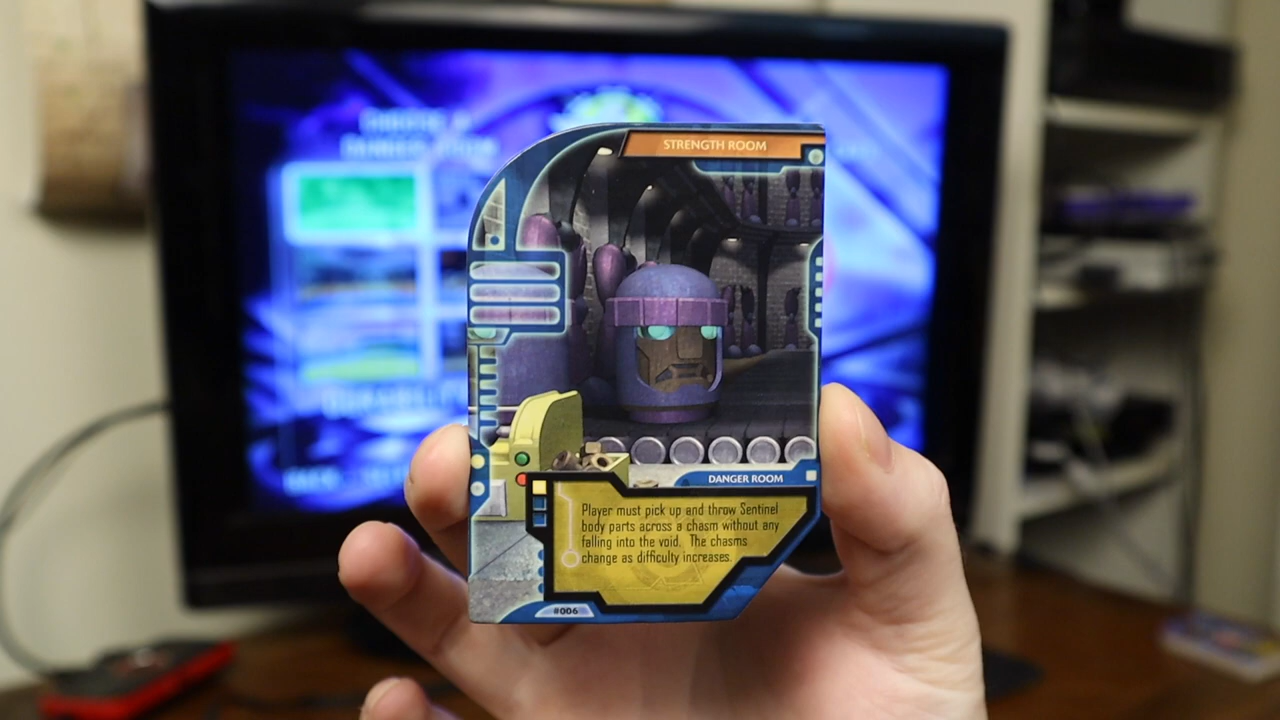 STRENGTH ROOM
DANGER ROOM
Player must pick up and throw Sentinel
body parts across a chasm without any
falling into the void. The chasms
change as difficulty increases.
#006